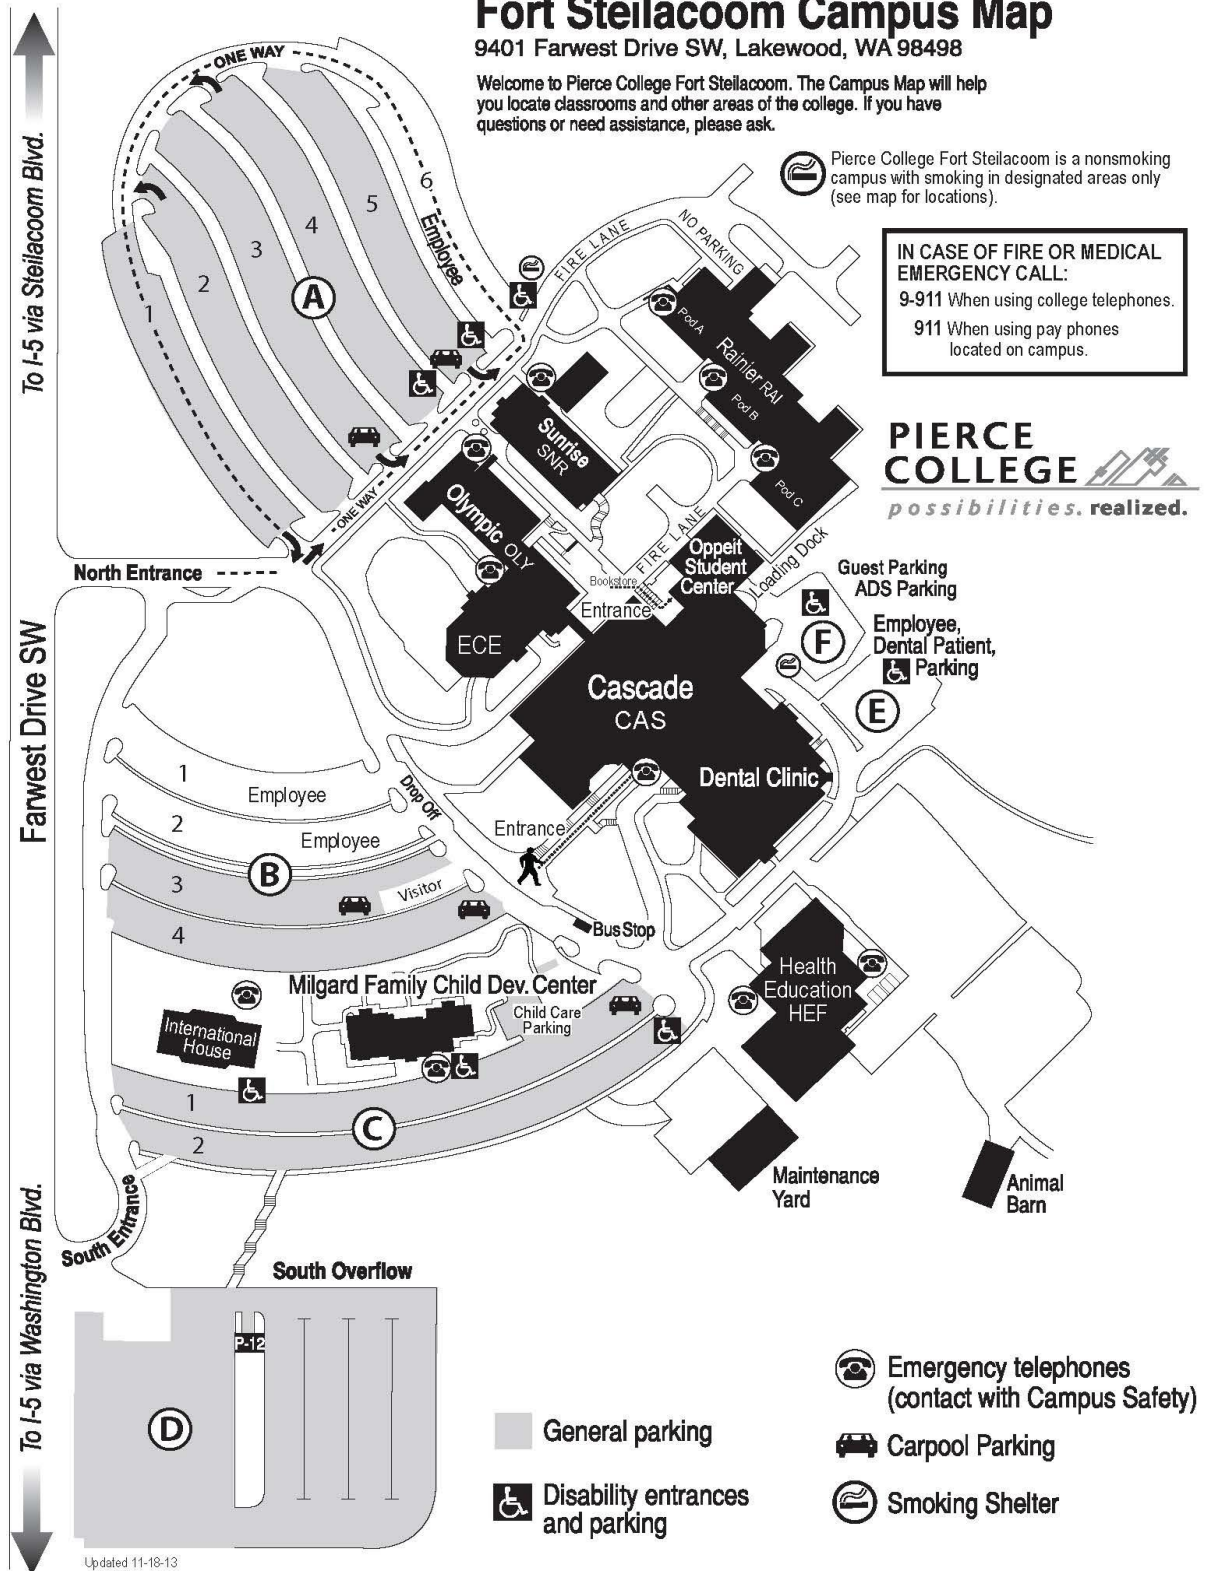 Fort Steilacoom Campus Map
9401 Farwest Drive SW, Lakewood, WA 98498
Welcome to Pierce College Fort Steilacoom. The Campus Map will help
you locate classrooms and other areas of the college. If you have
questions or need assistance, please ask.
Pierce College Fort Steilacoom is a nonsmoking
campus with smoking in designated areas only
(see map for locations).
IN CASE OF FIRE OR MEDICAL
EMERGENCY CALL:
9-911 When using college telephones.
911 When using pay phones
located on campus.
PIERCE
COLLEGE
possibilities. realized.
To I-5 via Steilacoom Blvd.
Farwest Drive SW
To I-5 via Washington Blvd.
ONE WAY
1
2
3
4
5
6
Employee
A
ONE WAY
North Entrance
FIRE LANE
NO PARKING
Pod A
Rainier RAI
Pod B
Pod C
Sunrise
SNR
Olympic OLY
ECE
FIRE LANE
Bookstore
Entrance
Oppeit
Student
Center
Loading Dock
Guest Parking
ADS Parking
F
Employee,
Dental Patient,
Parking
E
Cascade
CAS
Dental Clinic
Entrance
Drop Off
1
Employee
2
Employee
B
3
Visitor
4
Bus Stop
Milgard Family Child Dev. Center
Child Care
Parking
International
House
Health
Education
HEF
1
2
C
Maintenance
Yard
Animal
Barn
South Entrance
South Overflow
P-12
D
General parking
Disability entrances
and parking
Emergency telephones
(contact with Campus Safety)
Carpool Parking
Smoking Shelter
Updated 11-18-13